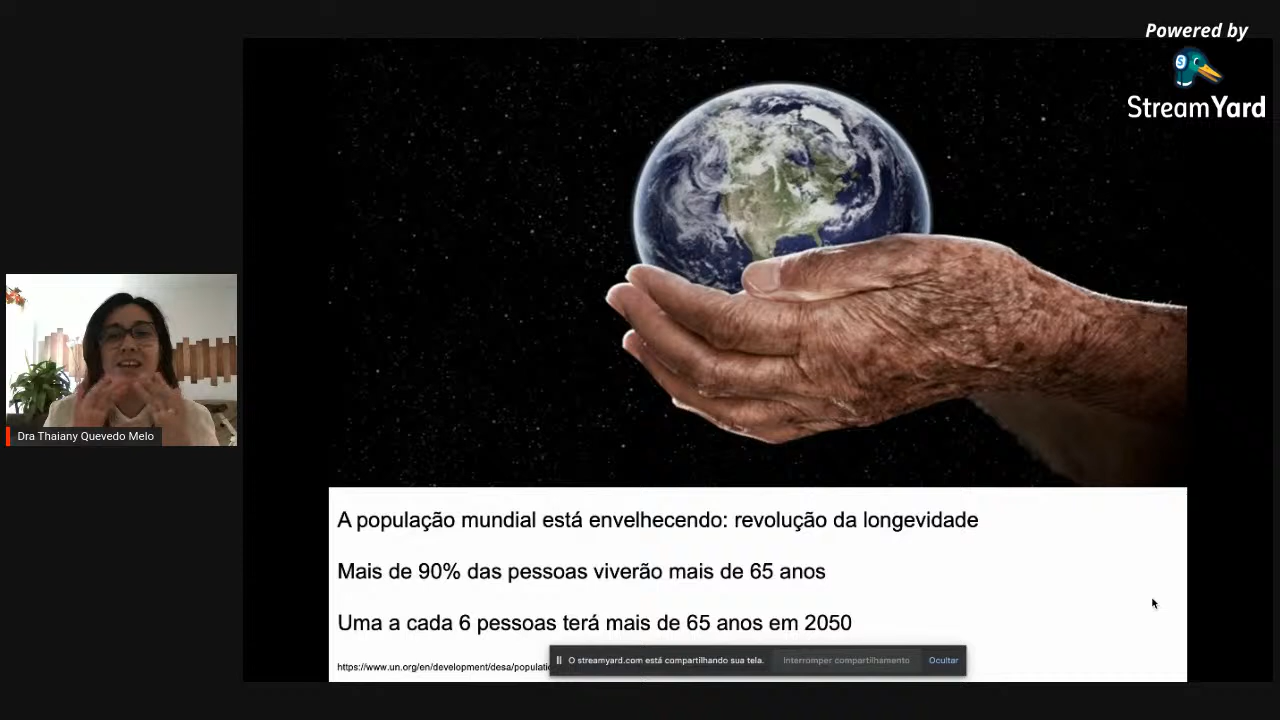 Powered by
StreamYard
Dra Thaiany Quevedo Melo
A população mundial está envelhecendo: revolução da longevidade
Mais de 90% das pessoas viverão mais de 65 anos
Uma a cada 6 pessoas terá mais de 65 anos em 2050
https://www.un.org/en/development/desa/populati
O streamyard.com está compartilhando sua tela.
Interromper compartilhamento
Ocultar